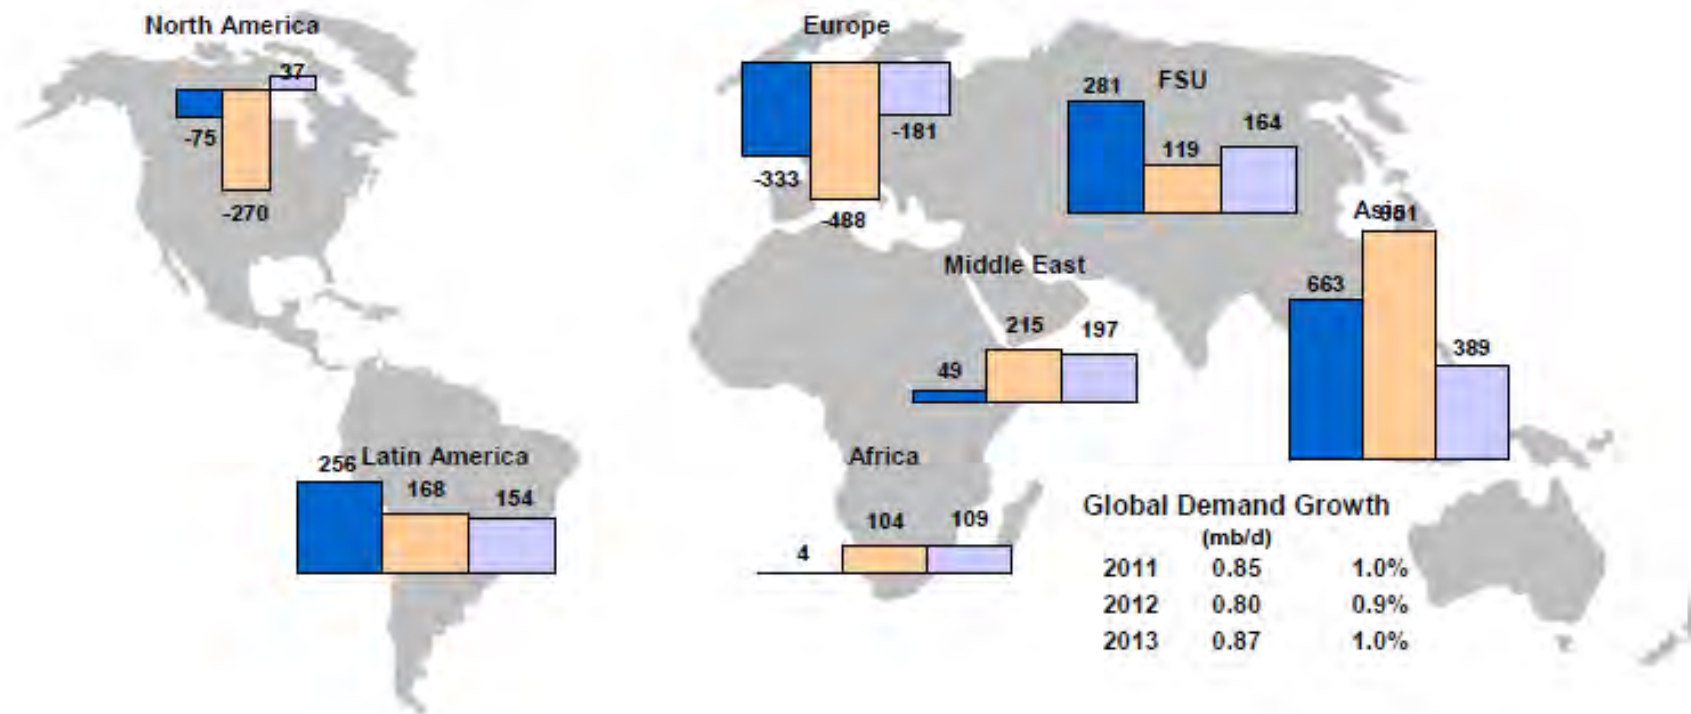 North America
37
-75
-270
Europe
-333
-488
-181
FSU
281
119
164
Asia
951
663
389
Middle East
49
215
197
Latin America
256
168
154
Africa
4
104
109
Global Demand Growth
(mb/d)
2011 0.85 1.0%
2012 0.80 0.9%
2013 0.87 1.0%